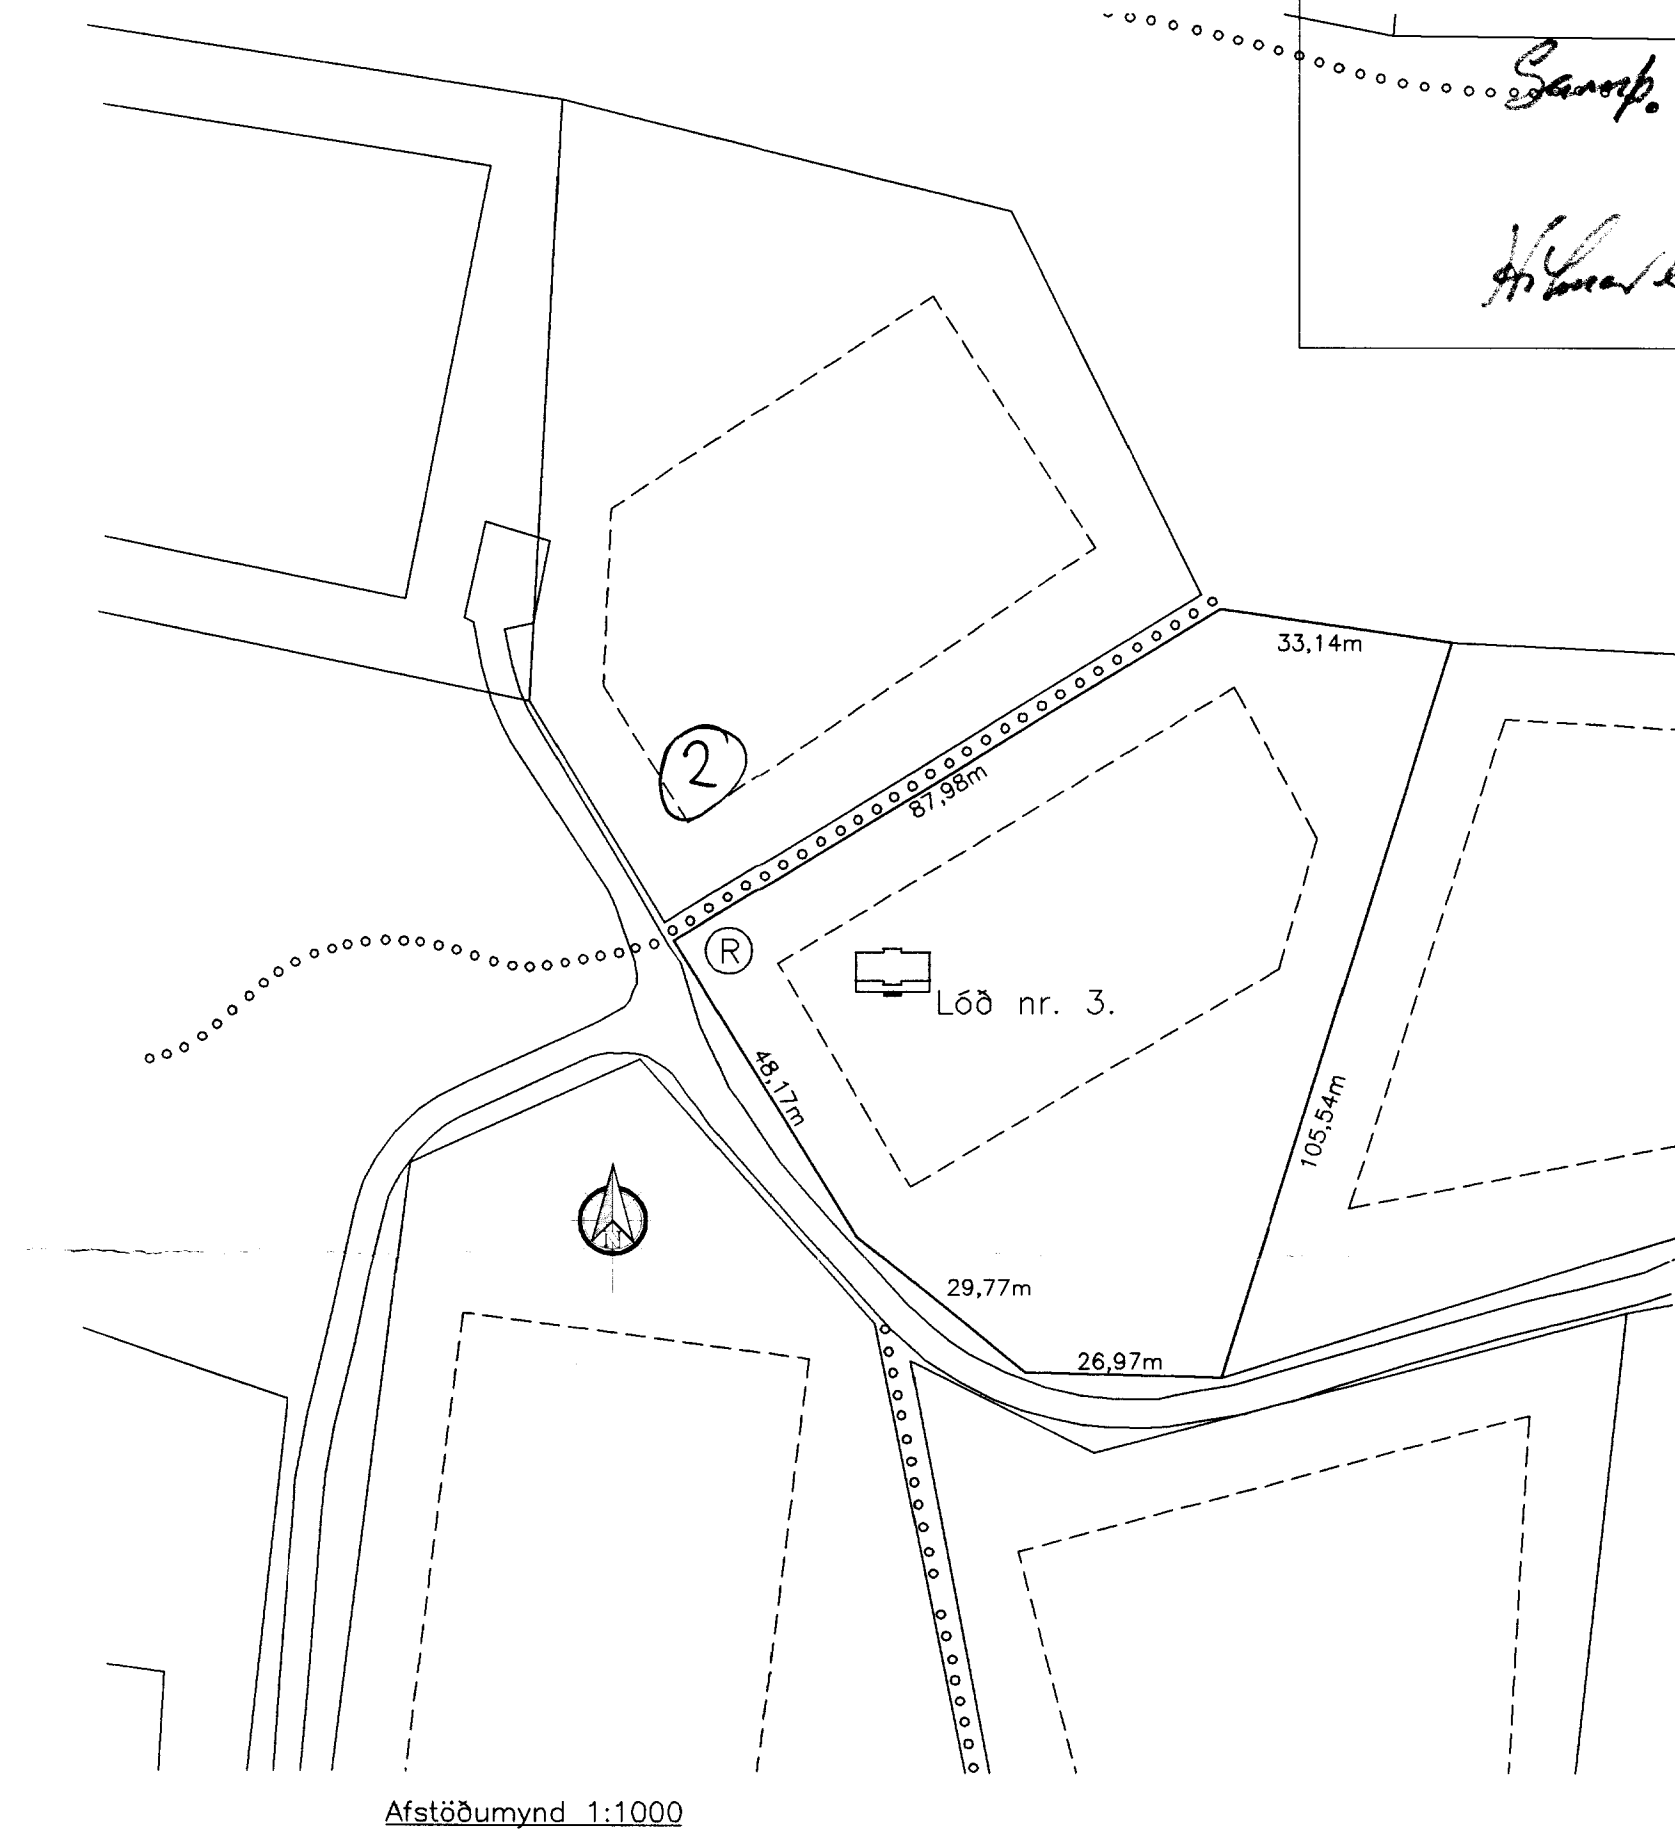 Samþ.
33,14m
2
87,98m
R
Lóð nr. 3.
48,17m
105,54m
N
29,77m
26,97m
Afstöðumynd 1:1000